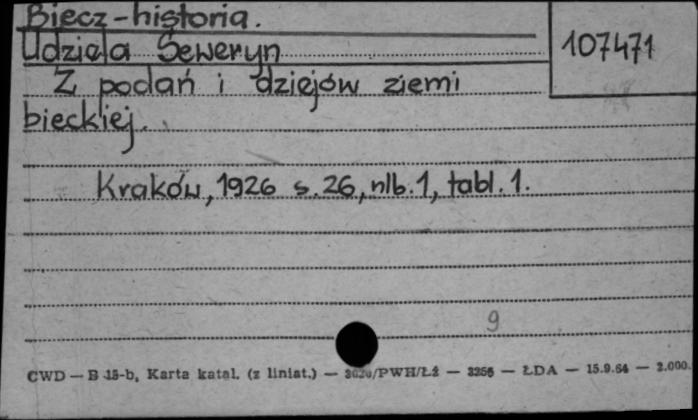 Biecz-historia.
Udziela Seweryn
107471
Z podań i dziejów ziemi
bieckiej.
Kraków, 1926 s. 26, nlb. 1, tabl. 1.
9
CWD — B 15-b, Karta katal. (z liniat.) — /PWH/Łż — 3256 — ŁDA — 15.9.64 — 2.000.